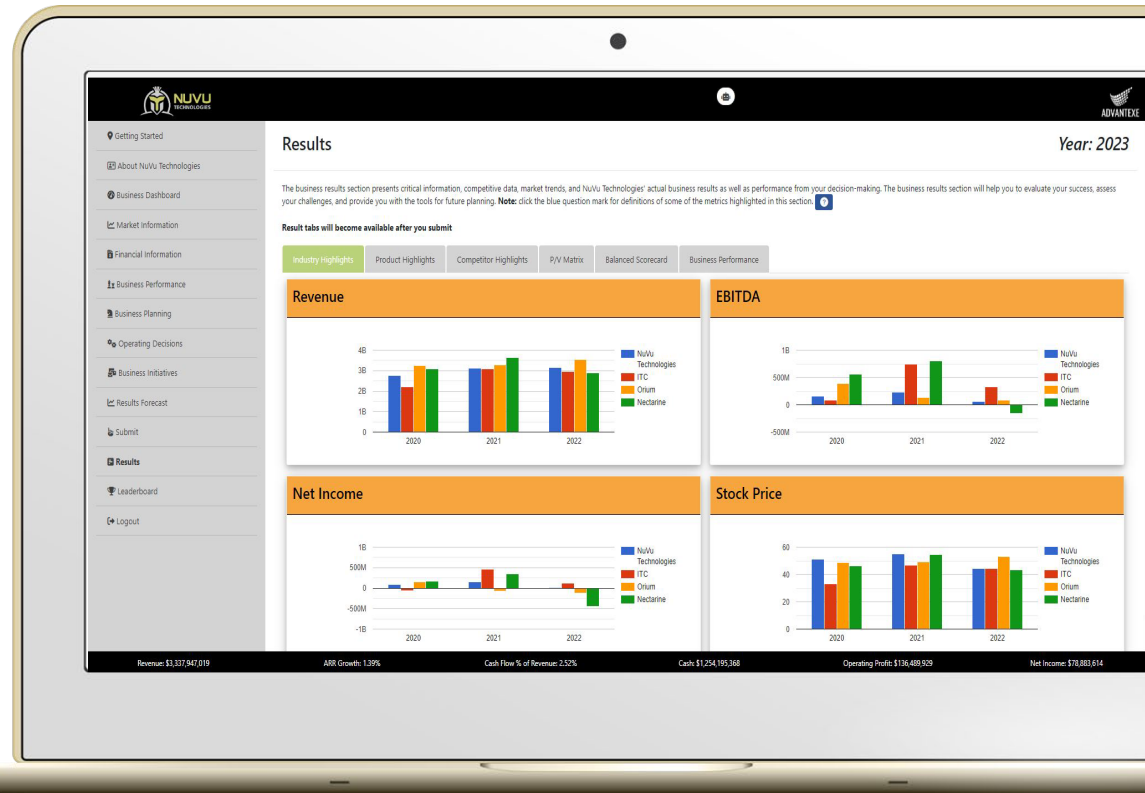 NUVU
TECHNOLOGIES
ADVANTEXE
Getting Started
About NuVu Technologies
Business Dashboard
Market Information
Financial Information
Business Performance
Business Planning
Operating Decisions
Business Initiatives
Results Forecast
Submit
Results
Leaderboard
Logout
Results
Year: 2023
The business results section presents critical information, competitive data, market trends, and NuVu Technologies' actual business results as well as performance from your decision-making. The business results section will help you to evaluate your success, assess
your challenges, and provide you with the tools for future planning. Note: click the blue question mark for definitions of some of the metrics highlighted in this section.
Result tabs will become available after you submit
Industry Highlights Product Highlights Competitor Highlights P/V Matrix Balanced Scorecard Business Performance
Revenue
4B
3B
2B
1B
0
2020 2021 2022
NuVu
Technologies
ITC
Orium
Nectarine
EBITDA
1B
500M
0
-500M
2020 2021 2022
NuVu
Technologies
ITC
Orium
Nectarine
Net Income
1B
500M
0
-500M
-1B
2020 2021 2022
NuVu
Technologies
ITC
Orium
Nectarine
Stock Price
60
40
20
0
2020 2021 2022
NuVu
Technologies
ITC
Orium
Nectarine
Revenue: $3,337,947,019 ARR Growth: 1.39% Cash Flow % of Revenue: 2.52% Cash: $1,254,195,368 Operating Profit: $136,489,929 Net Income: $78,883,614